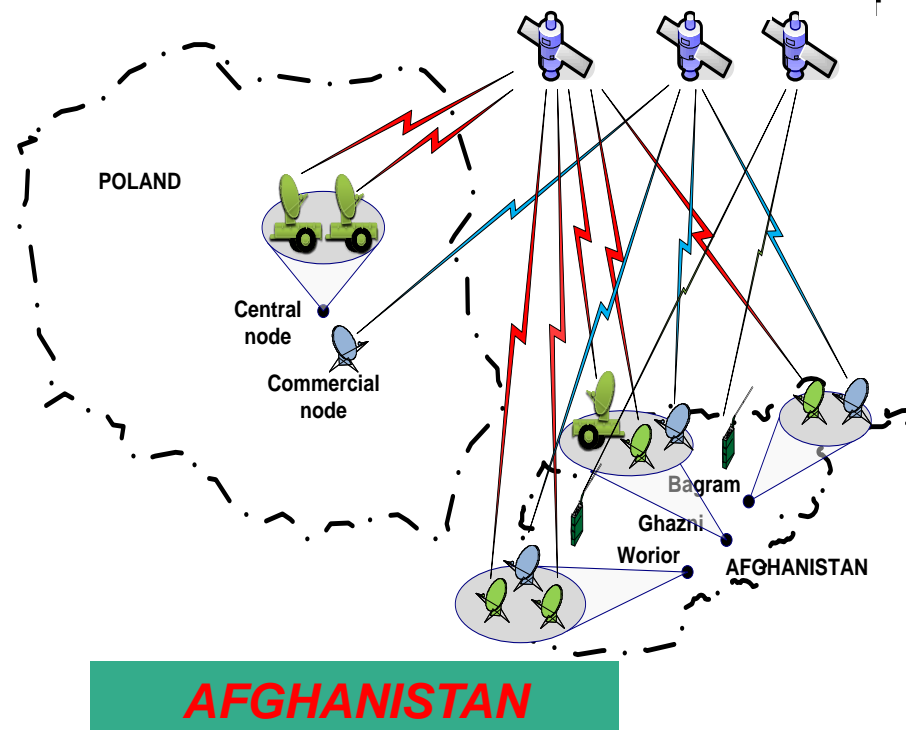 POLAND
Central
node
Commercial
node
Bagram
Ghazni
Worior
AFGHANISTAN
AFGHANISTAN